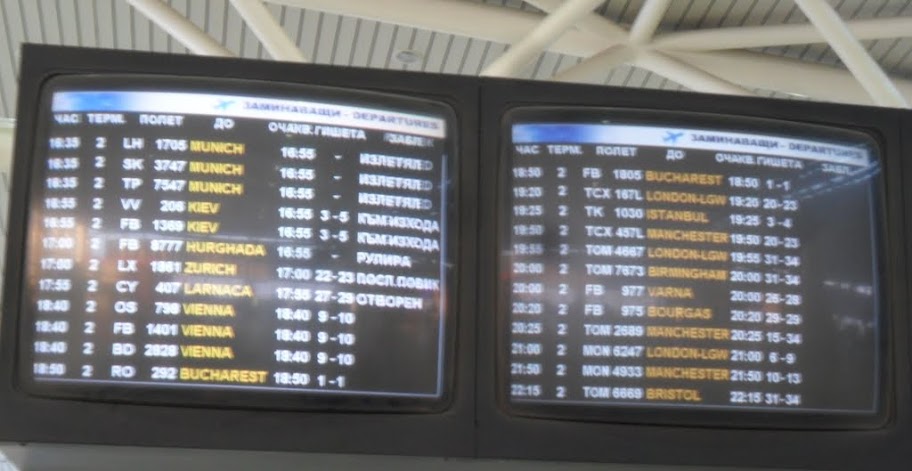 ЗАМИНАВАЩИ - DEPARTURES
ЧАС ТЕРМ. ПОЛЕТ ДО ОЧАКВ. ГИШЕТА ЗАБЛЕЖ
16:35 2 LH 1705 MUNICH 16:55 - ИЗЛЕТЯЛО
16:35 2 SK 3747 MUNICH 16:55 - ИЗЛЕТЯЛО
16:35 2 TP 7547 MUNICH 16:55 - ИЗЛЕТЯЛО
16:55 2 VV 206 KIEV 16:55 3-5 КЪМ ИЗХОДА
16:55 2 FB 1369 KIEV 16:55 3-5 КЪМ ИЗХОДА
17:00 2 FB 8777 HURGHADA - РУЛИРА
17:00 2 LX 1861 ZURICH 17:00 22-23 ПОСЛ.ПОВИК
17:55 2 CY 407 LARNACA 17:55 27-28 ОТВОРЕН
18:40 2 OS 798 VIENNA 18:40 9-10
18:40 2 FB 1401 VIENNA 18:40 9-10
18:40 2 BD 2828 VIENNA 18:40 9-10
18:50 2 RO 292 BUCHAREST 18:50 1-1
ЗАМИНАВАЩИ - DEPARTURES
ЧАС ТЕРМ. ПОЛЕТ ДО ОЧАКВ. ГИШЕТА ЗАБЛ
18:50 2 FB 1805 BUCHAREST 18:50 1-1
19:20 2 TCX 167L LONDON-LGW 19:20 20-23
19:25 2 TK 1030 ISTANBUL 19:25 3-4
19:50 2 TCX 457L MANCHESTER 19:50 20-23
19:55 2 TOM 4667 LONDON-LGW 19:55 31-34
20:00 2 TOM 7673 BIRMINGHAM 20:00 31-34
20:00 2 FB 977 VARNA 20:00 28-28
20:20 2 FB 975 BOURGAS 20:20 29-29
20:25 2 TOM 2689 MANCHESTER 20:25 15-34
21:00 2 MON 6247 LONDON-LGW 21:00 6-9
21:50 2 MON 4933 MANCHESTER 21:50 10-13
22:15 2 TOM 6669 BRISTOL 22:15 31-34